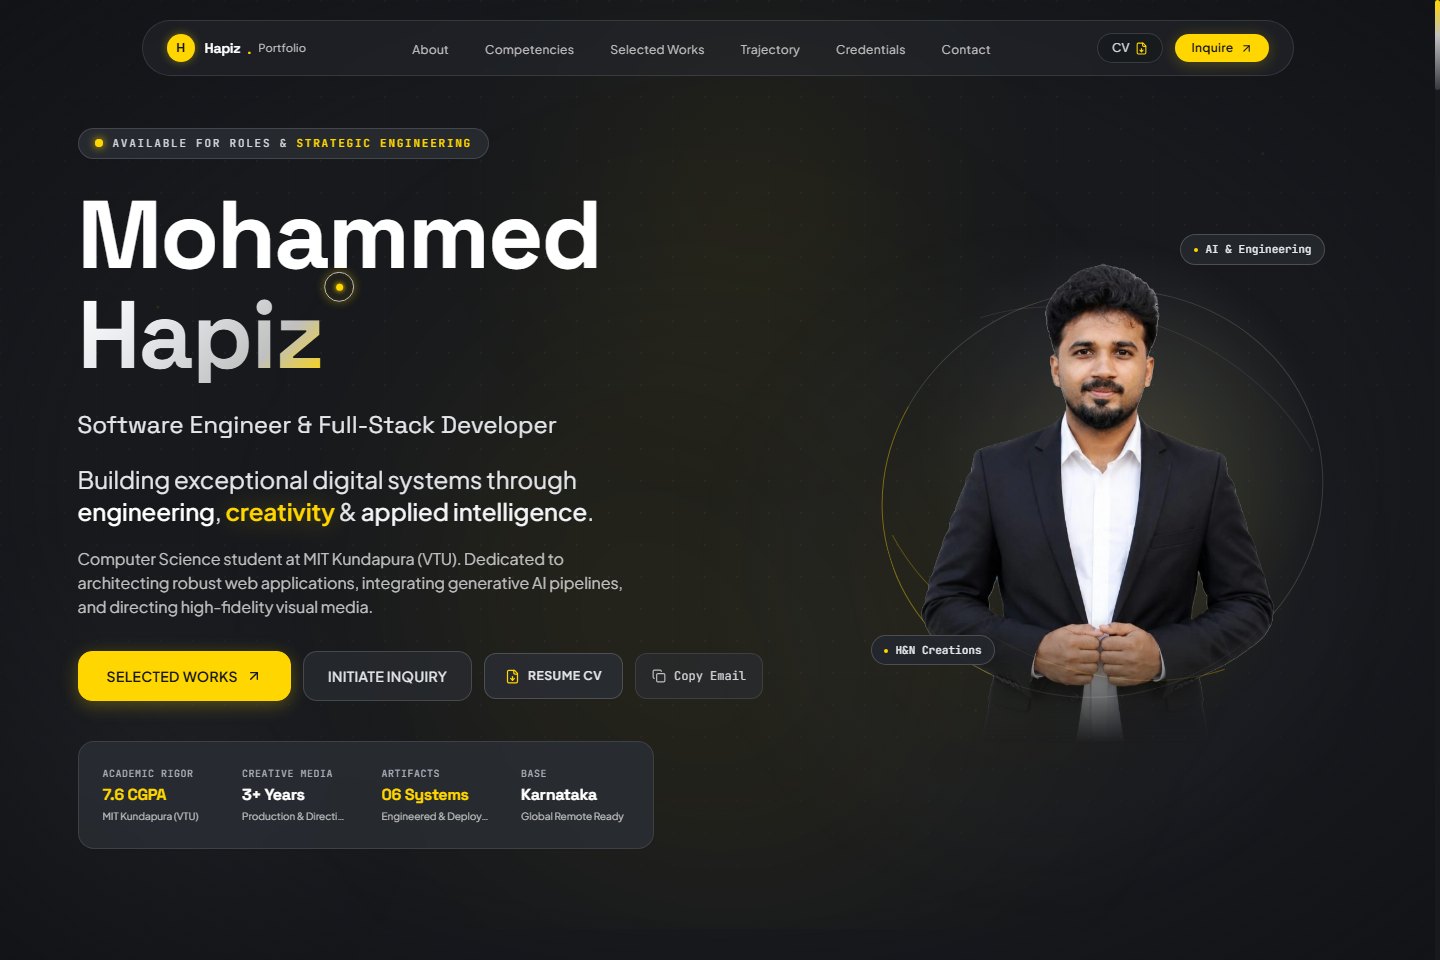 H Hapiz . Portfolio About Competencies Selected Works Trajectory Credentials Contact CV Inquire
AVAILABLE FOR ROLES & STRATEGIC ENGINEERING
Mohammed
Hapiz
AI & Engineering
Software Engineer & Full-Stack Developer
Building exceptional digital systems through
engineering, creativity & applied intelligence.
Computer Science student at MIT Kundapura (VTU). Dedicated to
architecting robust web applications, integrating generative AI pipelines,
and directing high-fidelity visual media.
H&N Creations
SELECTED WORKS INITIATE INQUIRY RESUME CV Copy Email
ACADEMIC RIGOR CREATIVE MEDIA ARTIFACTS BASE
7.6 CGPA 3+ Years 06 Systems Karnataka
MIT Kundapura (VTU) Production & Directi... Engineered & Deploy... Global Remote Ready